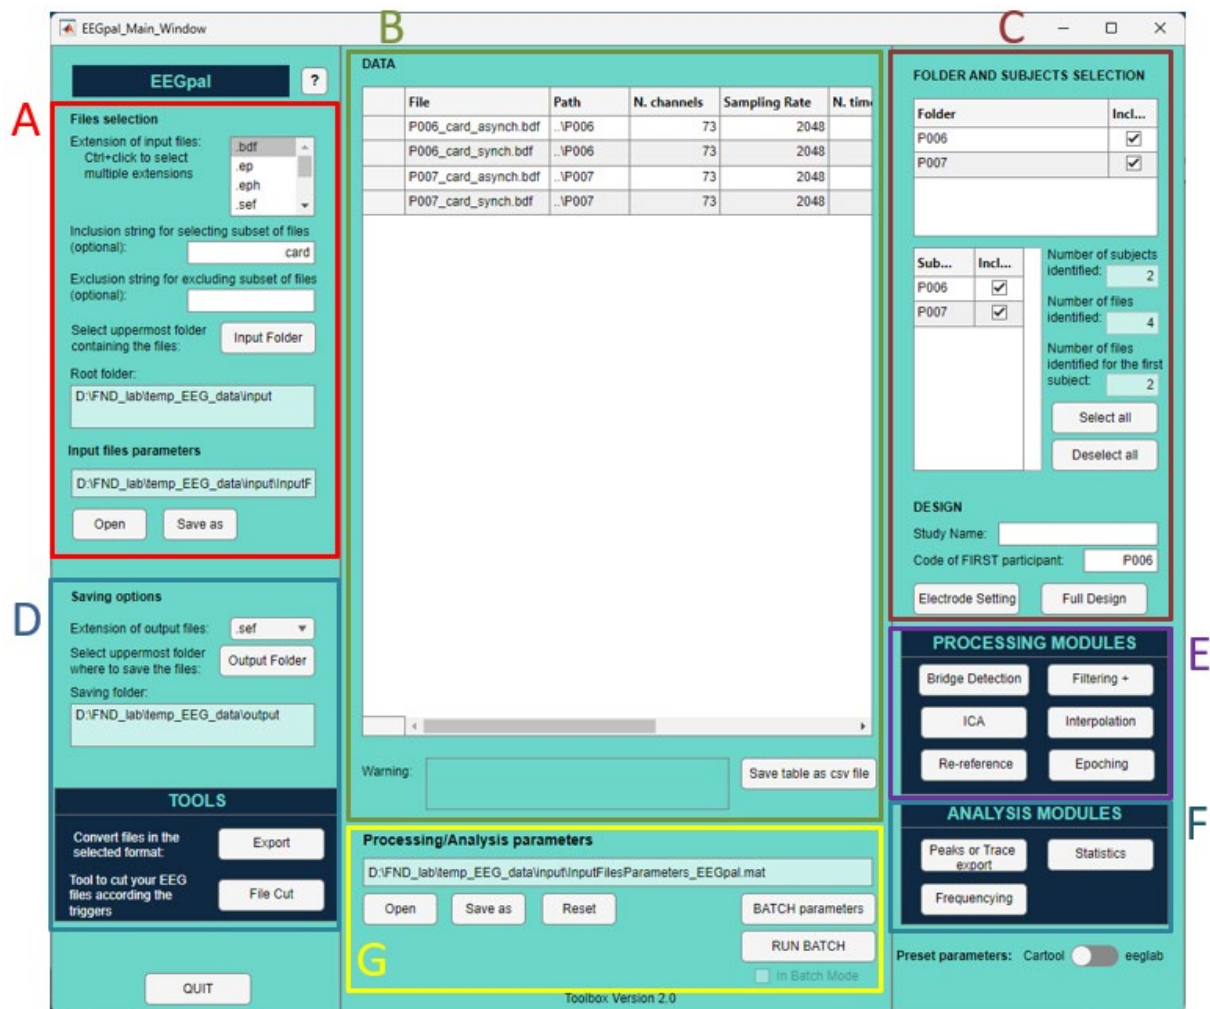 B
C
EEGpal_Main_Window
EEGpal
?
A
Files selection
Extension of input files:
Ctrl+click to select
multiple extensions
.bdf
.ep
.eph
.sef
Inclusion string for selecting subset of files
(optional):
card
Exclusion string for excluding subset of files
(optional):
Select uppermost folder
containing the files:
Input Folder
Root folder:
D:\FND_lab\temp_EEG_data\input
Input files parameters
D:\FND_lab\temp_EEG_data\input\InputF
Open Save as
D
Saving options
Extension of output files: .sef
Select uppermost folder
where to save the files:
Output Folder
Saving folder:
D:\FND_lab\temp_EEG_data\output
TOOLS
Convert files in the
selected format:
Export
Tool to cut your EEG
files according the
triggers
File Cut
QUIT
DATA
File Path N. channels Sampling Rate N. tim
P006_card_asynch.bdf ..\P006 73 2048
P006_card_synch.bdf ..\P006 73 2048
P007_card_asynch.bdf ..\P007 73 2048
P007_card_synch.bdf ..\P007 73 2048
Warning:
Save table as csv file
Processing/Analysis parameters
D:\FND_lab\temp_EEG_data\input\InputFilesParameters_EEGpal.mat
Open Save as Reset BATCH parameters
RUN BATCH
G
In Batch Mode
Toolbox Version 2.0
FOLDER AND SUBJECTS SELECTION
Folder Incl...
P006
P007
Sub... Incl...
P006
P007
Number of subjects
identified: 2
Number of files
identified: 4
Number of files
identified for the first
subject: 2
Select all
Deselect all
DESIGN
Study Name:
Code of FIRST participant: P006
Electrode Setting Full Design
E
PROCESSING MODULES
Bridge Detection Filtering +
ICA Interpolation
Re-reference Epoching
F
ANALYSIS MODULES
Peaks or Trace
export
Statistics
Frequencying
Preset parameters: Cartool eeglab